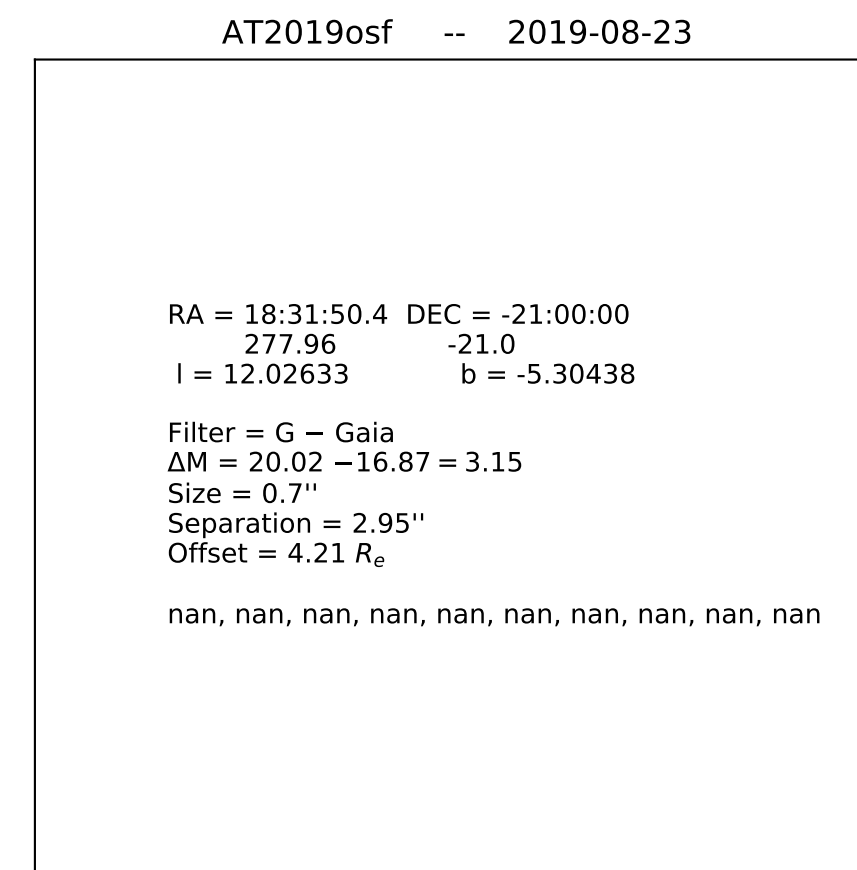 AT2019osf -- 2019-08-23
RA = 18:31:50.4 DEC = -21:00:00
277.96 -21.0
l = 12.02633 b = -5.30438
Filter = G − Gaia
ΔM = 20.02 −16.87 = 3.15
Size = 0.7''
Separation = 2.95''
Offset = 4.21 Re
nan, nan, nan, nan, nan, nan, nan, nan, nan, nan